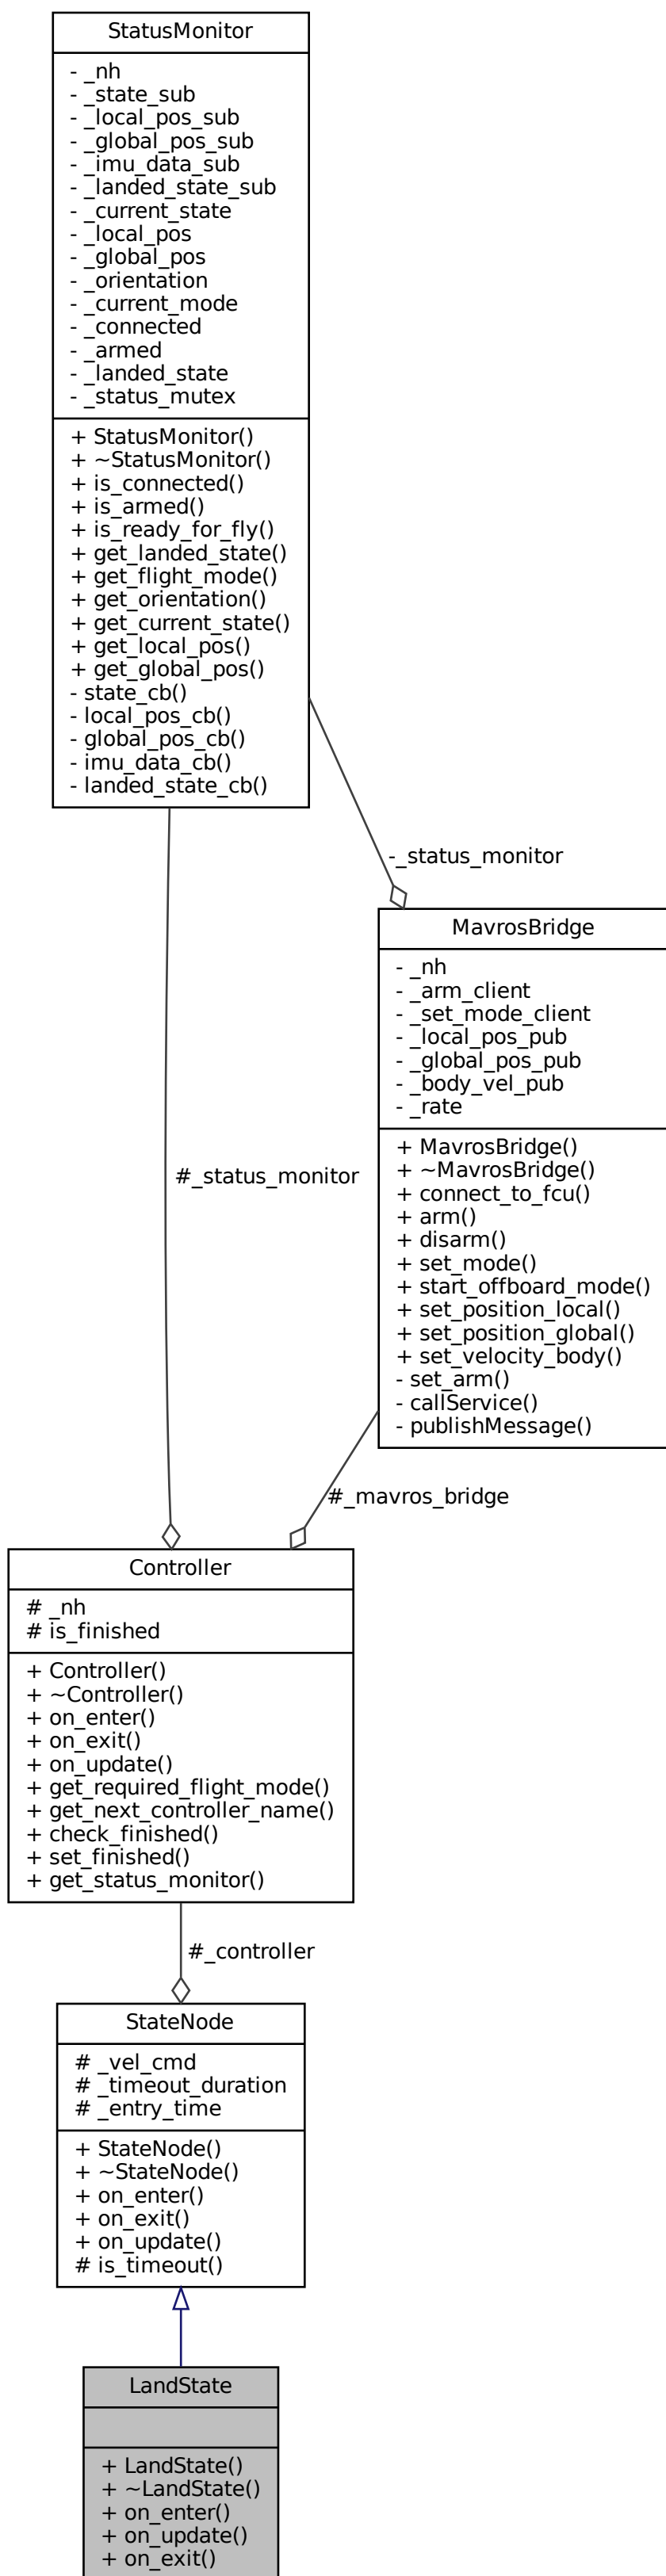 StatusMonitor
- _nh
- _state_sub
- _local_pos_sub
- _global_pos_sub
- _imu_data_sub
- _landed_state_sub
- _current_state
- _local_pos
- _global_pos
- _orientation
- _current_mode
- _connected
- _armed
- _landed_state
- _status_mutex
+ StatusMonitor()
+ ~StatusMonitor()
+ is_connected()
+ is_armed()
+ is_ready_for_fly()
+ get_landed_state()
+ get_flight_mode()
+ get_orientation()
+ get_current_state()
+ get_local_pos()
+ get_global_pos()
- state_cb()
- local_pos_cb()
- global_pos_cb()
- imu_data_cb()
- landed_state_cb()
-_status_monitor
MavrosBridge
- _nh
- _arm_client
- _set_mode_client
- _local_pos_pub
- _global_pos_pub
- _body_vel_pub
- _rate
+ MavrosBridge()
+ ~MavrosBridge()
+ connect_to_fcu()
+ arm()
+ disarm()
+ set_mode()
+ start_offboard_mode()
+ set_position_local()
+ set_position_global()
+ set_velocity_body()
- set_arm()
- callService()
- publishMessage()
#_status_monitor
#_mavros_bridge
Controller
# _nh
# is_finished
+ Controller()
+ ~Controller()
+ on_enter()
+ on_exit()
+ on_update()
+ get_required_flight_mode()
+ get_next_controller_name()
+ check_finished()
+ set_finished()
+ get_status_monitor()
#_controller
StateNode
# _vel_cmd
# _timeout_duration
# _entry_time
+ StateNode()
+ ~StateNode()
+ on_enter()
+ on_exit()
+ on_update()
# is_timeout()
LandState
+ LandState()
+ ~LandState()
+ on_enter()
+ on_update()
+ on_exit()